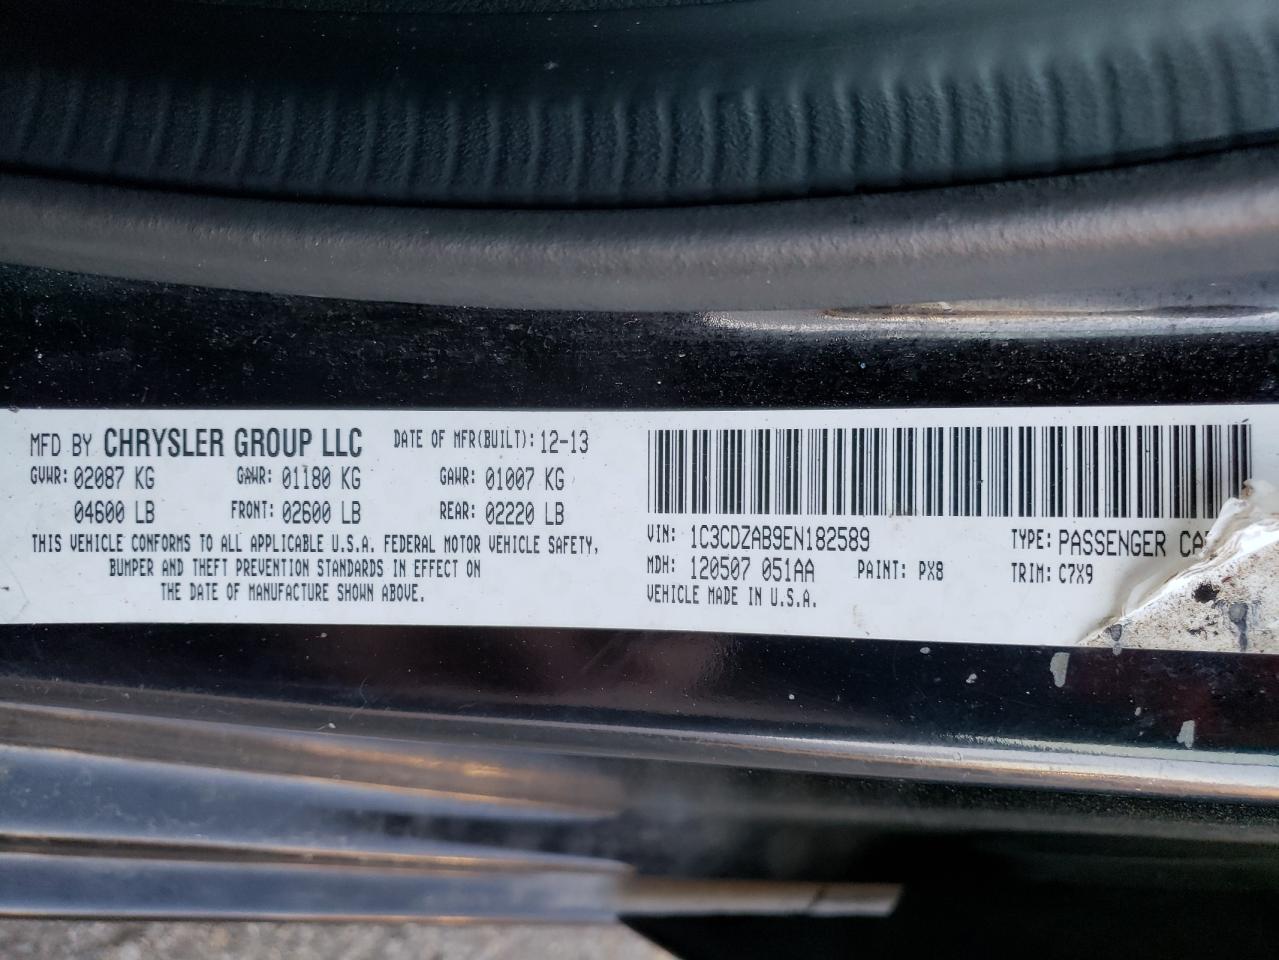 MFD BY CHRYSLER GROUP LLC DATE OF MFR(BUILT): 12-13
GVWR: 02087 KG GAWR: 01180 KG GAWR: 01007 KG
04600 LB FRONT: 02600 LB REAR: 02220 LB
THIS VEHICLE CONFORMS TO ALL APPLICABLE U.S.A. FEDERAL MOTOR VEHICLE SAFETY,
BUMPER AND THEFT PREVENTION STANDARDS IN EFFECT ON
THE DATE OF MANUFACTURE SHOWN ABOVE.
VIN: 1C3CDZAB9EN182589 TYPE: PASSENGER
MDH: 120507 051AA PAINT: PX8 TRIM: C7X9
VEHICLE MADE IN U.S.A.